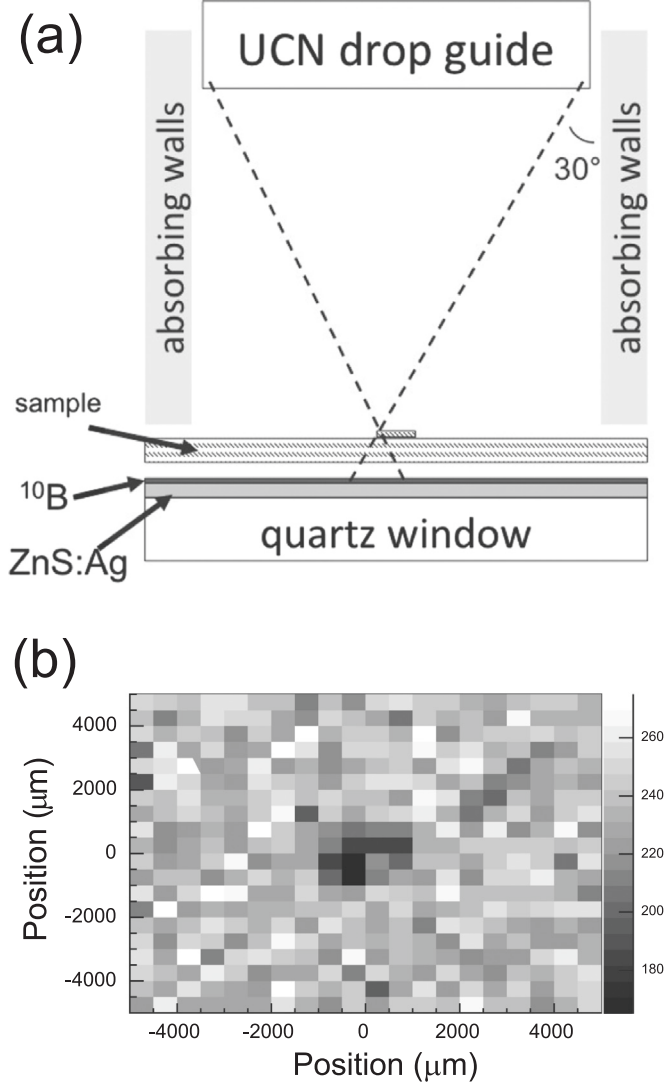 (a)
UCN drop guide
absorbing walls
absorbing walls
30°
sample
¹⁰B
ZnS:Ag
quartz window
(b)
Position (μm)
4000
2000
0
-2000
-4000
-4000
-2000
0
2000
4000
Position (μm)
260
240
220
200
180